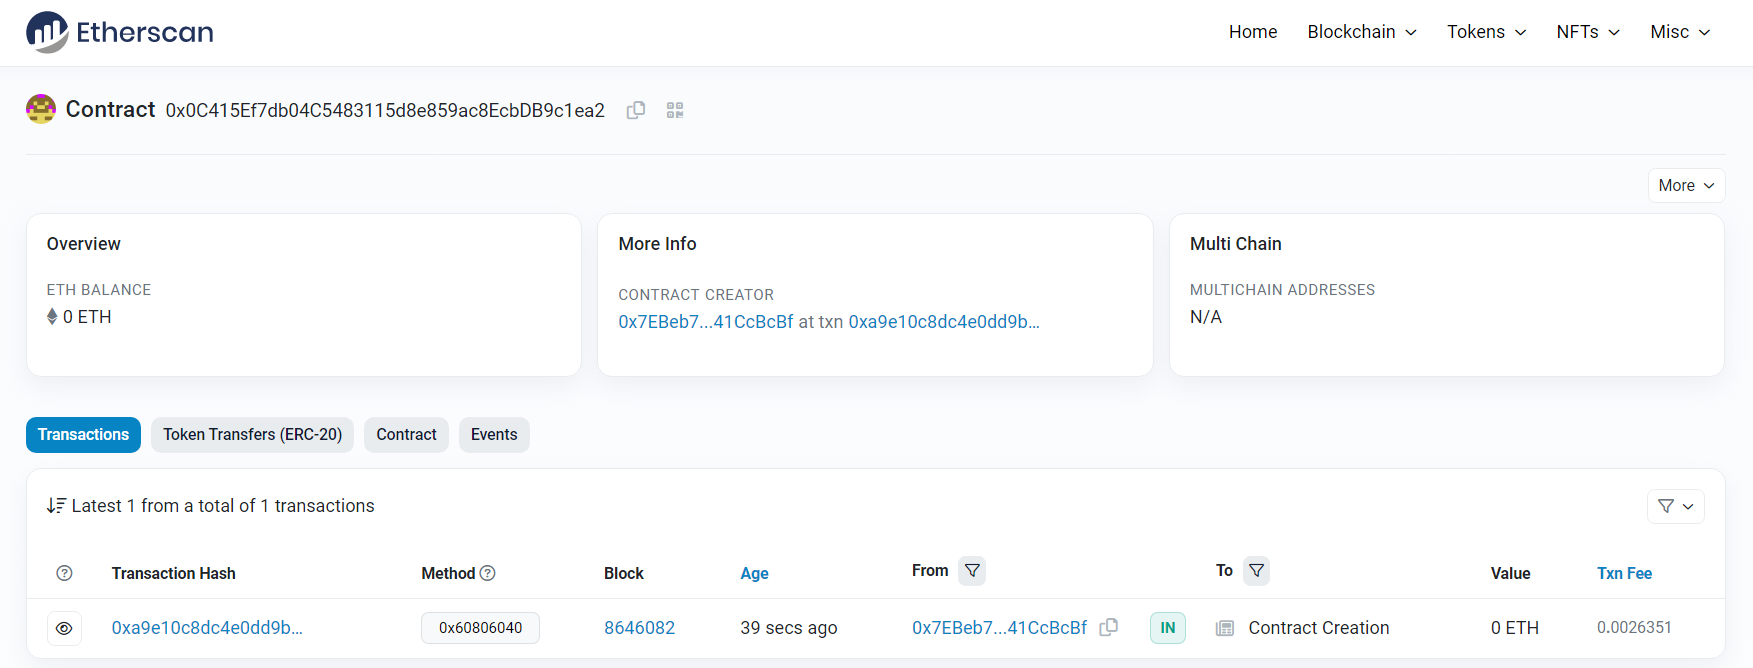 Etherscan
Home Blockchain Tokens NFTs Misc
Contract 0x0C415Ef7db04C5483115d8e859ac8EcbDB9c1ea2
More
Overview
ETH BALANCE
0 ETH
More Info
CONTRACT CREATOR
0x7EBeb7...41CcBcBf at txn 0xa9e10c8dc4e0dd9b...
Multi Chain
MULTICHAIN ADDRESSES
N/A
Transactions Token Transfers (ERC-20) Contract Events
Latest 1 from a total of 1 transactions
Transaction Hash Method Block Age From To Value Txn Fee
0xa9e10c8dc4e0dd9b... 0x60806040 8646082 39 secs ago 0x7EBeb7...41CcBcBf IN Contract Creation 0 ETH 0.0026351